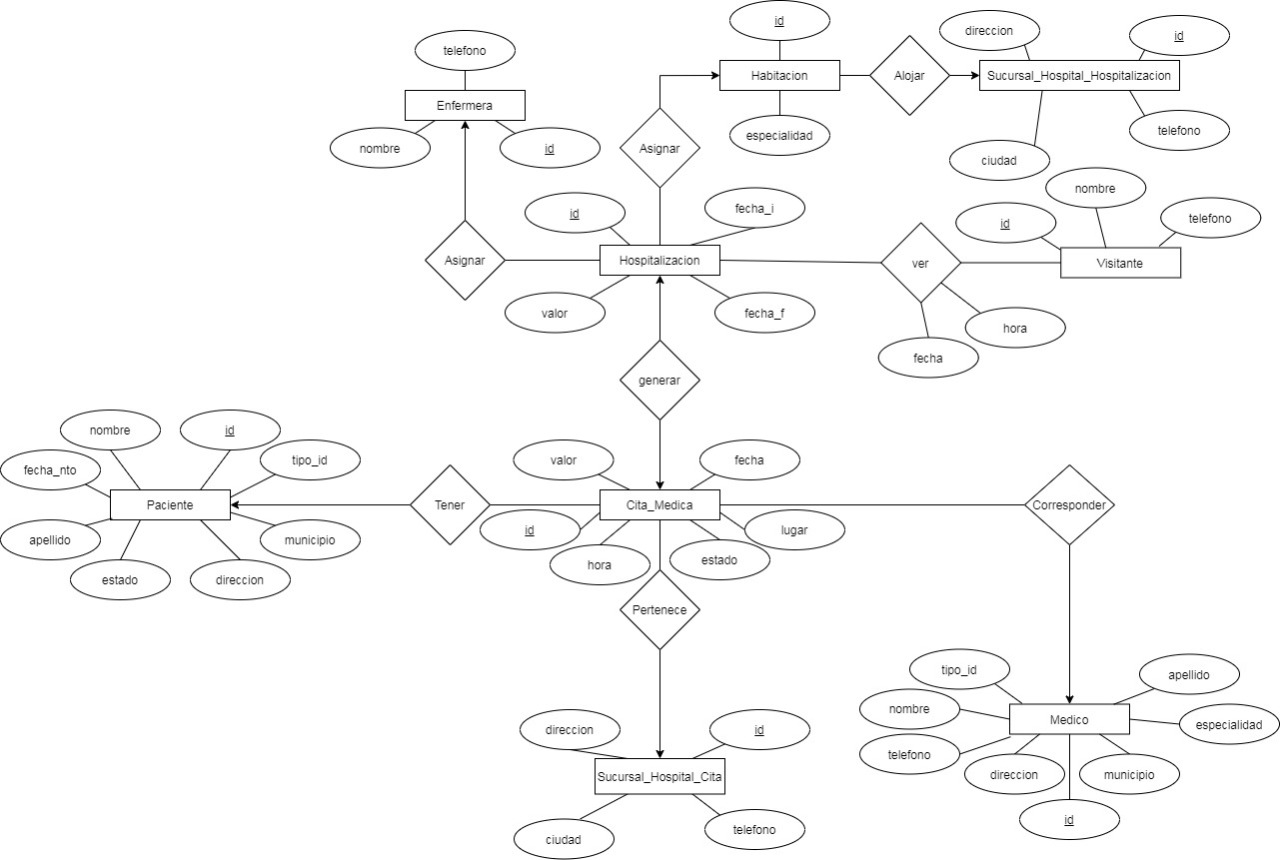 id
direccion
id
telefono
Habitacion
Alojar
Sucursal_Hospital_Hospitalizacion
Enfermera
especialidad
telefono
nombre
id
Asignar
ciudad
nombre
id
fecha_i
id
telefono
Asignar
Hospitalizacion
ver
Visitante
valor
fecha_f
hora
fecha
generar
nombre
id
fecha_nto
tipo_id
valor
fecha
Paciente
Tener
Cita_Medica
Corresponder
id
lugar
apellido
municipio
hora
estado
estado
direccion
Pertenece
tipo_id
apellido
nombre
Medico
especialidad
direccion
id
telefono
direccion
municipio
Sucursal_Hospital_Cita
id
ciudad
telefono